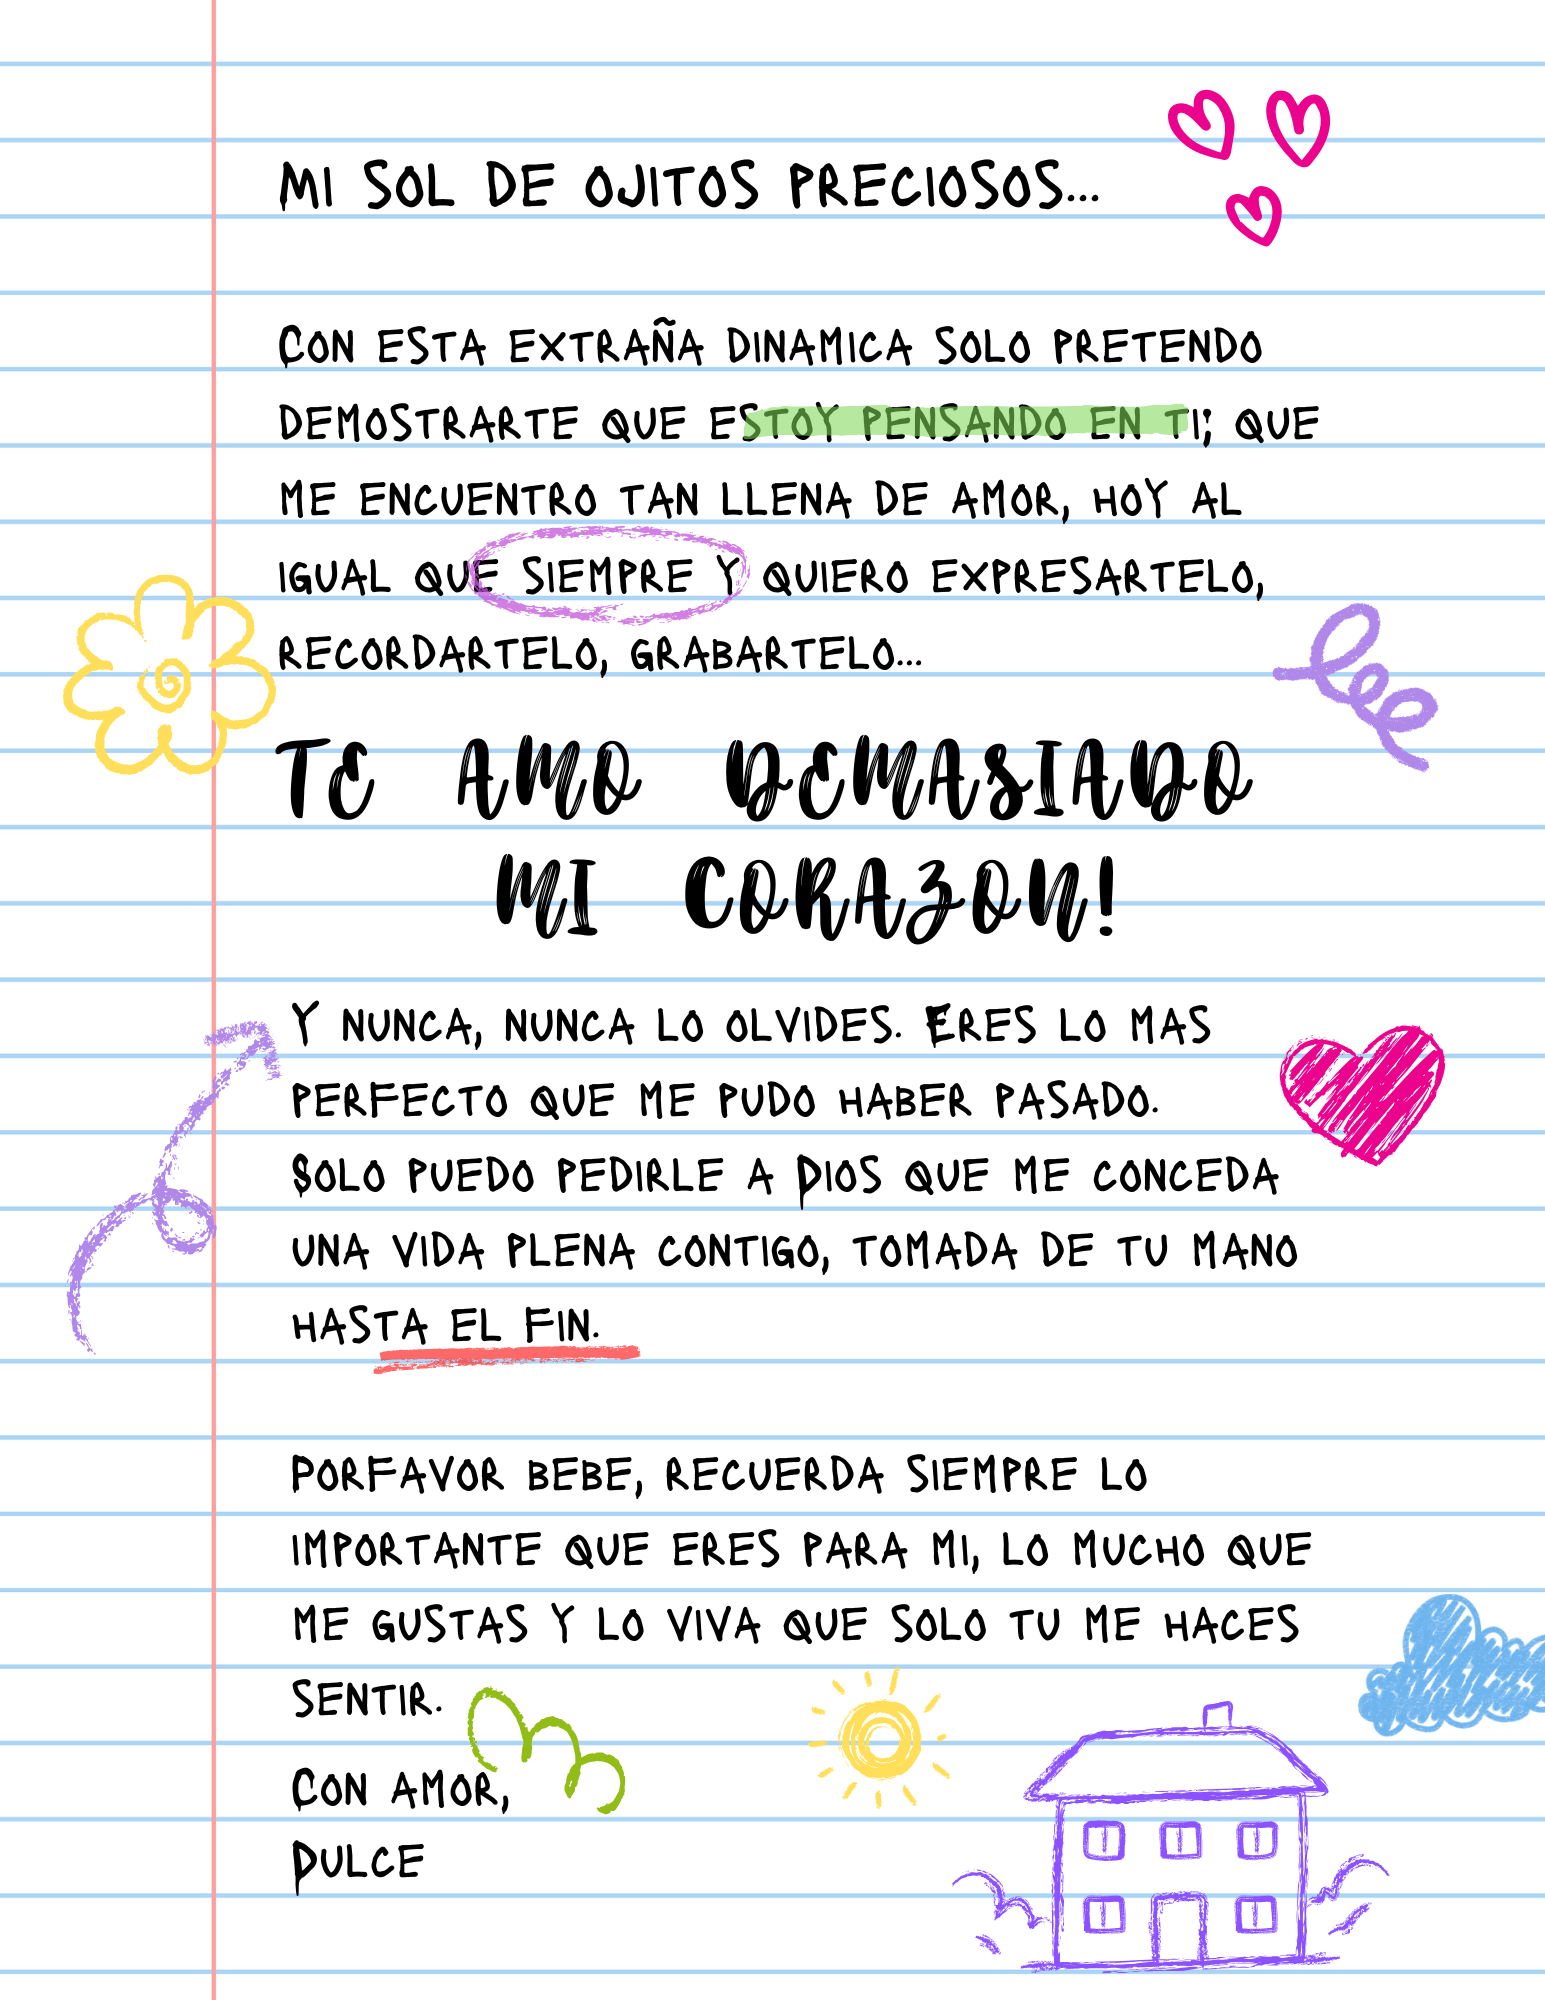 Mi sol de ojitos preciosos...
Con esta extraña dinamica solo pretendo
demostrarte que estoy pensando en ti; que
me encuentro tan llena de amor, hoy al
igual que siempre y quiero expresartelo,
recordartelo, grabartelo...
TE AMO DEMASIADO
MI CORAZON!
Y nunca, nunca lo olvides. Eres lo mas
perfecto que me pudo haber pasado.
Solo puedo pedirle a Dios que me conceda
una vida plena contigo, tomada de tu mano
hasta el fin.
Porfavor bebe, recuerda siempre lo
importante que eres para mi, lo mucho que
me gustas y lo viva que solo tu me haces
sentir.
Con amor,
Dulce